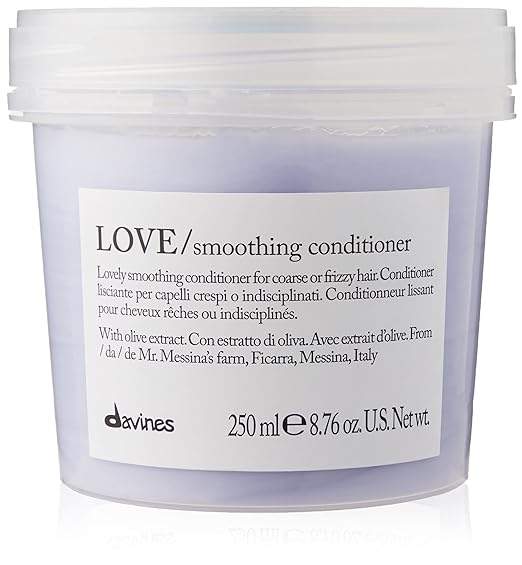 LOVE/smoothing conditioner
Lovely smoothing conditioner for coarse or frizzy hair. Conditioner
lisciante per capelli crespi o indisciplinati. Conditionneur lissant
pour cheveux rêches ou indisciplinés.
With olive extract. Con estratto di oliva. Avec extrait d'olive. From
/ da / de Mr. Messina's farm, Ficarra, Messina, Italy
davines 250 ml ℮ 8.76 oz. U.S. Net wt.